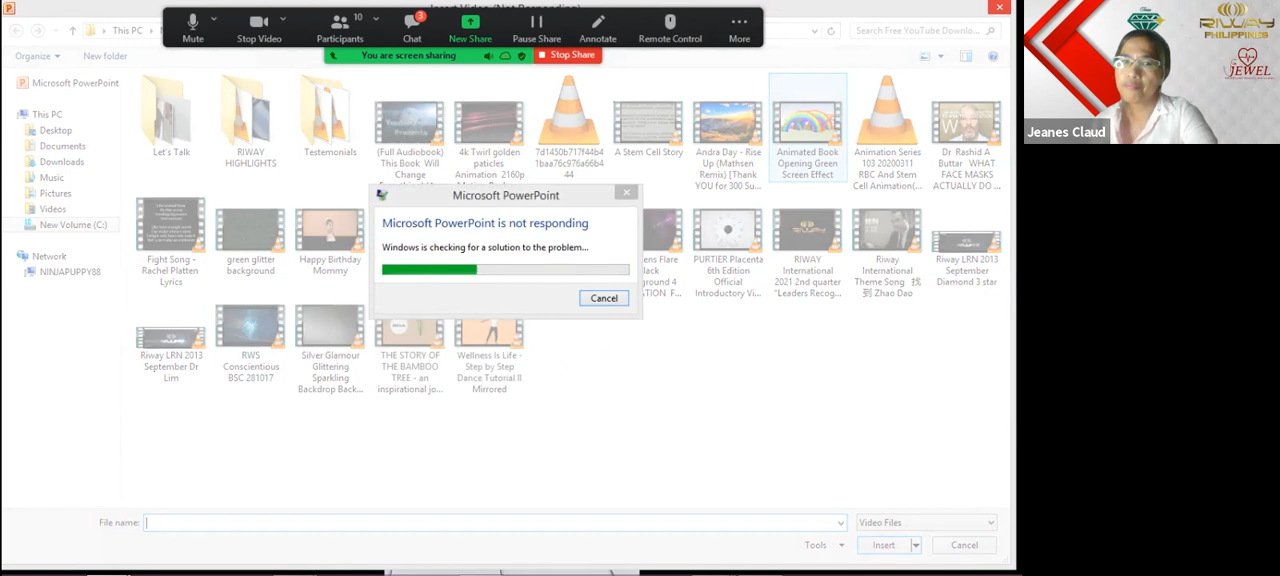 Insert Video (Not Responding)
Mute
Stop Video
Participants
10
Chat
3
New Share
Pause Share
Annotate
Remote Control
More
You are screen sharing
Stop Share
This PC
Search Free YouTube Downlo...
Organize
New folder
Microsoft PowerPoint
This PC
Desktop
Documents
Downloads
Music
Pictures
Videos
New Volume (C:)
Network
NINJAPUPPY88
Let's Talk
RIWAY
HIGHLIGHTS
Testomonials
(Full Audiobook)
This Book Will
Change
4k Twirl golden
paticles
Animation 2160p
7d1450b717f44b4
1baa76c976a66b4
44
A Stem Cell Story
Andra Day - Rise
Up (Mathsen
Remix) [Thank
YOU for 300 Su...
Animated Book
Opening Green
Screen Effect
Animation Series
103 20200311
RBC And Stem
Cell Animation(...
Dr Rashid A
Buttar WHAT
FACE MASKS
ACTUALLY DO ...
Fight Song -
Rachel Platten
Lyrics
green glitter
background
Happy Birthday
Mommy
PURTIER Placenta
6th Edition
Official
Introductory Vi...
RIWAY
International
2021 2nd quarter
"Leaders Recog...
Riway
International
Theme Song 找
到 Zhao Dao
Riway LRN 2013
September
Diamond 3 star
Riway LRN 2013
September Dr
Lim
RWS
Conscientious
BSC 281017
Silver Glamour
Glittering
Sparkling
Backdrop Back...
THE STORY OF
THE BAMBOO
TREE - an
inspirational jo...
Wellness Is Life -
Step by Step
Dance Tutorial II
Mirrored
Microsoft PowerPoint
Microsoft PowerPoint is not responding
Windows is checking for a solution to the problem...
Cancel
File name:
Video Files
Tools
Insert
Cancel
RIWAY
PHILIPPINES
JEWEL
Jeanes Claud